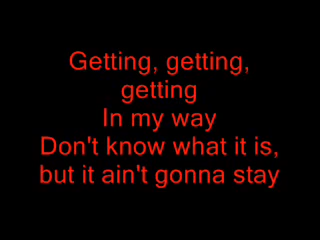 Getting, getting,
getting
In my way
Don't know what it is,
but it ain't gonna stay